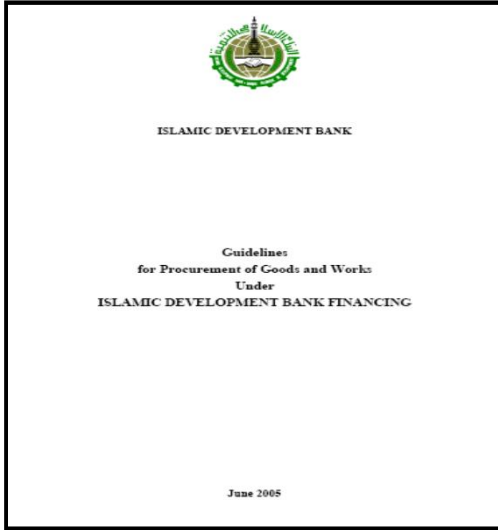 ISLAMIC DEVELOPMENT BANK
Guidelines
for Procurement of Goods and Works
Under
ISLAMIC DEVELOPMENT BANK FINANCING
June 2005